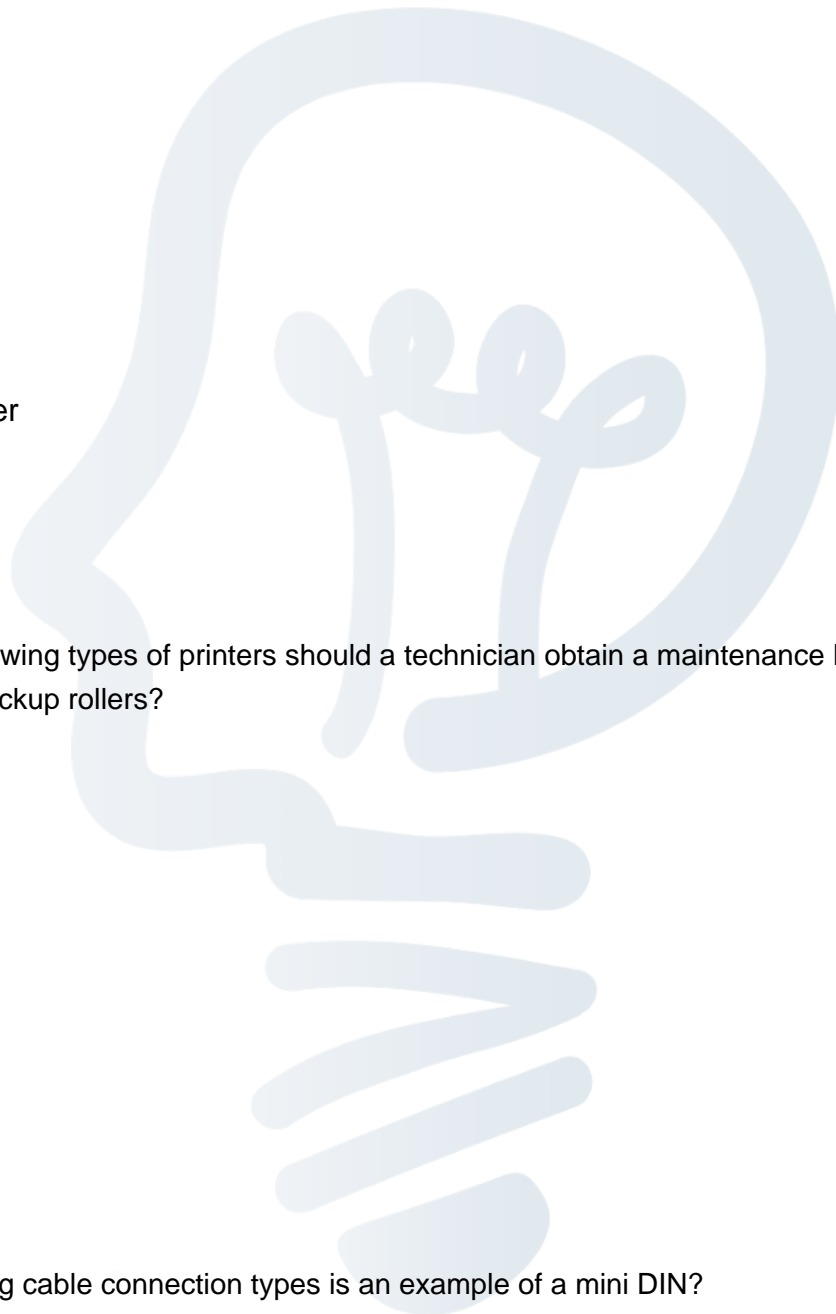 er
wing types of printers should a technician obtain a maintenance
ckup rollers?
g cable connection types is an example of a mini DIN?